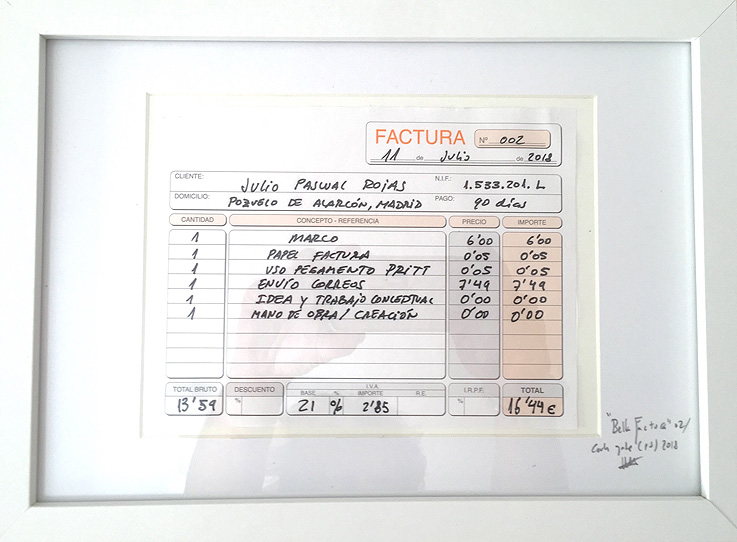 FACTURA Nº 002
11 de Julio de 2018
CLIENTE: Julio PASCUAL ROJAS N.I.F.: 1.533.201. L
DOMICILIO: POZUELO DE ALARCÓN, MADRID PAGO: 90 días
CANTIDAD CONCEPTO - REFERENCIA PRECIO IMPORTE
1 MARCO 6'00 6'00
1 PAPEL FACTURA 0'05 0'05
1 USO PEGAMENTO PRITT 0'05 0'05
1 ENVÍO CORREOS 7'49 7'49
1 IDEA Y TRABAJO CONCEPTUAL 0'00 0'00
1 MANO DE OBRA / CREACIÓN 0'00 0'00
TOTAL BRUTO DESCUENTO I.V.A. I.R.P.F. TOTAL
% BASE % IMPORTE R.E. %
13'59 21 % 2'85 16'44 €
"Bella Factura"
2018